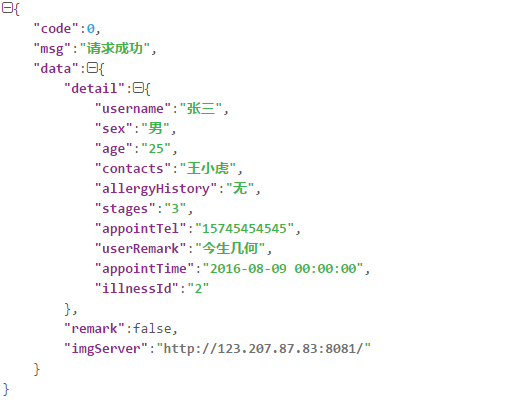 {
"code":0,
"msg":"请求成功",
"data":{
"detail":{
"username":"张三",
"sex":"男",
"age":"25",
"contacts":"王小虎",
"allergyHistory":"无",
"stages":"3",
"appointTel":"15745454545",
"userRemark":"今生几何",
"appointTime":"2016-08-09 00:00:00",
"illnessId":"2"
},
"remark":false,
"imgServer":"http://123.207.87.83:8081/"
}
}